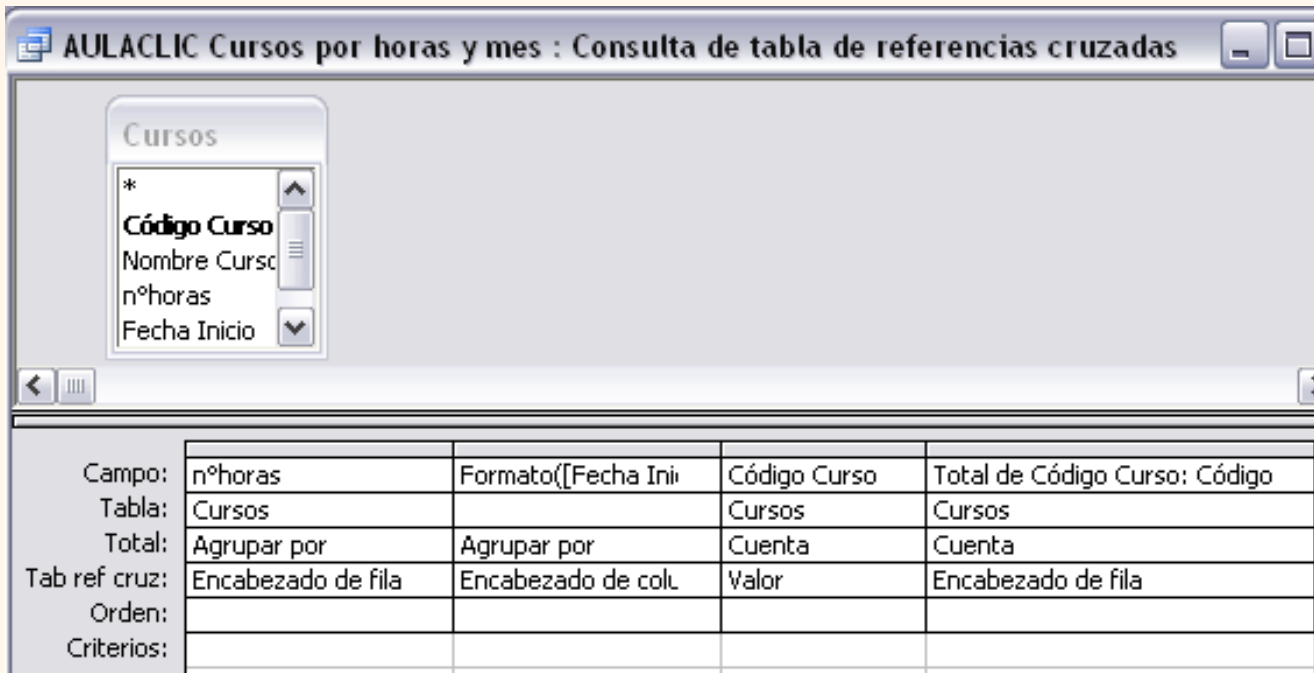 AULACLIC Cursos por horas y mes : Consulta de tabla de referencias cruzadas
Cursos
*
Código Curso
Nombre Curso
nºhoras
Fecha Inicio
Campo: nºhoras Formato([Fecha Ini Código Curso Total de Código Curso: Código
Tabla: Cursos Cursos Cursos
Total: Agrupar por Agrupar por Cuenta Cuenta
Tab ref cruz: Encabezado de fila Encabezado de colu Valor Encabezado de fila
Orden:
Criterios: